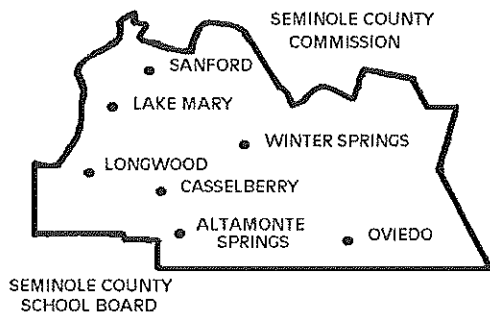 SEMINOLE COUNTY
COMMISSION
SANFORD
LAKE MARY
WINTER SPRINGS
LONGWOOD
CASSELBERRY
ALTAMONTE
SPRINGS
OVIEDO
SEMINOLE COUNTY
SCHOOL BOARD